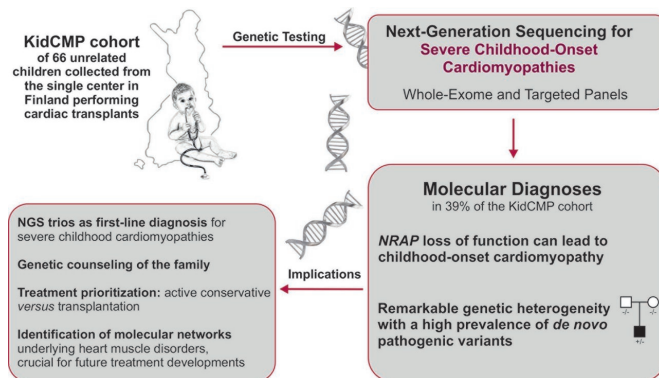 KidCMP cohort
of 66 unrelated
children collected from
the single center in
Finland performing
cardiac transplants
Genetic Testing
Next-Generation Sequencing for
Severe Childhood-Onset
Cardiomyopathies
Whole-Exome and Targeted Panels
Molecular Diagnoses
in 39% of the KidCMP cohort
NRAP loss of function can lead to
childhood-onset cardiomyopathy
Remarkable genetic heterogeneity
with a high prevalence of de novo
pathogenic variants
-/-
-/-
+/-
Implications
NGS trios as first-line diagnosis for
severe childhood cardiomyopathies
Genetic counseling of the family
Treatment prioritization: active conservative
versus transplantation
Identification of molecular networks
underlying heart muscle disorders,
crucial for future treatment developments